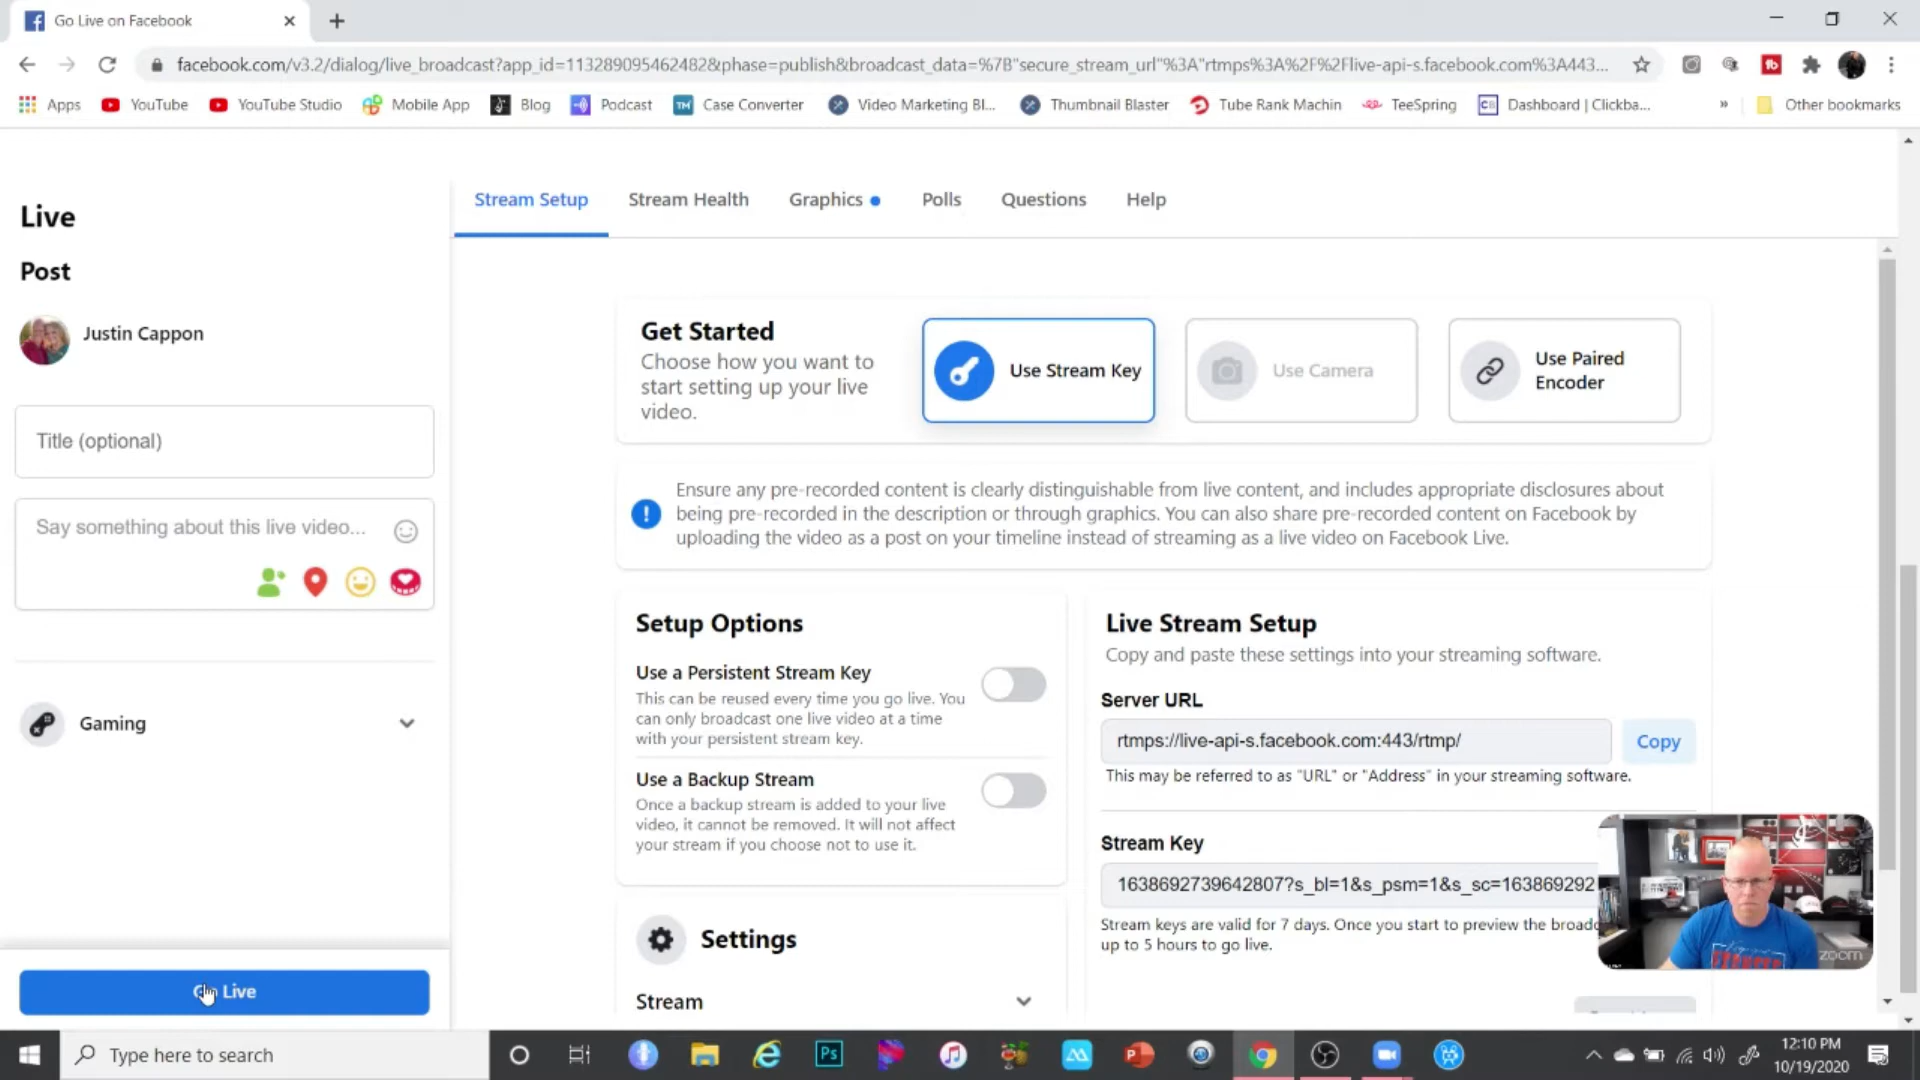 Go Live on Facebook
facebook.com/v3.2/dialog/live_broadcast?app_id=113289095462482&phase=publish&broadcast_data=%7B"secure_stream_url"%3A"rtmps%3A%2F%2Flive-api-s.facebook.com%3A443...
Apps
YouTube
YouTube Studio
Mobile App
Blog
Podcast
Case Converter
Video Marketing Bl...
Thumbnail Blaster
Tube Rank Machin
TeeSpring
Dashboard | Clickba...
»
Other bookmarks
Live
Post
Justin Cappon
Title (optional)
Say something about this live video...
Gaming
Go Live
Stream Setup
Stream Health
Graphics
Polls
Questions
Help
Get Started
Choose how you want to
start setting up your live
video.
Use Stream Key
Use Camera
Use Paired
Encoder
Ensure any pre-recorded content is clearly distinguishable from live content, and includes appropriate disclosures about
being pre-recorded in the description or through graphics. You can also share pre-recorded content on Facebook by
uploading the video as a post on your timeline instead of streaming as a live video on Facebook Live.
Setup Options
Use a Persistent Stream Key
This can be reused every time you go live. You
can only broadcast one live video at a time
with your persistent stream key.
Use a Backup Stream
Once a backup stream is added to your live
video, it cannot be removed. It will not affect
your stream if you choose not to use it.
Settings
Stream
Live Stream Setup
Copy and paste these settings into your streaming software.
Server URL
rtmps://live-api-s.facebook.com:443/rtmp/
Copy
This may be referred to as "URL" or "Address" in your streaming software.
Stream Key
1638692739642807?s_bl=1&s_psm=1&s_sc=163869292
Stream keys are valid for 7 days. Once you start to preview the broadc
up to 5 hours to go live.
zoom
Type here to search
Ps
12:10 PM
10/19/2020